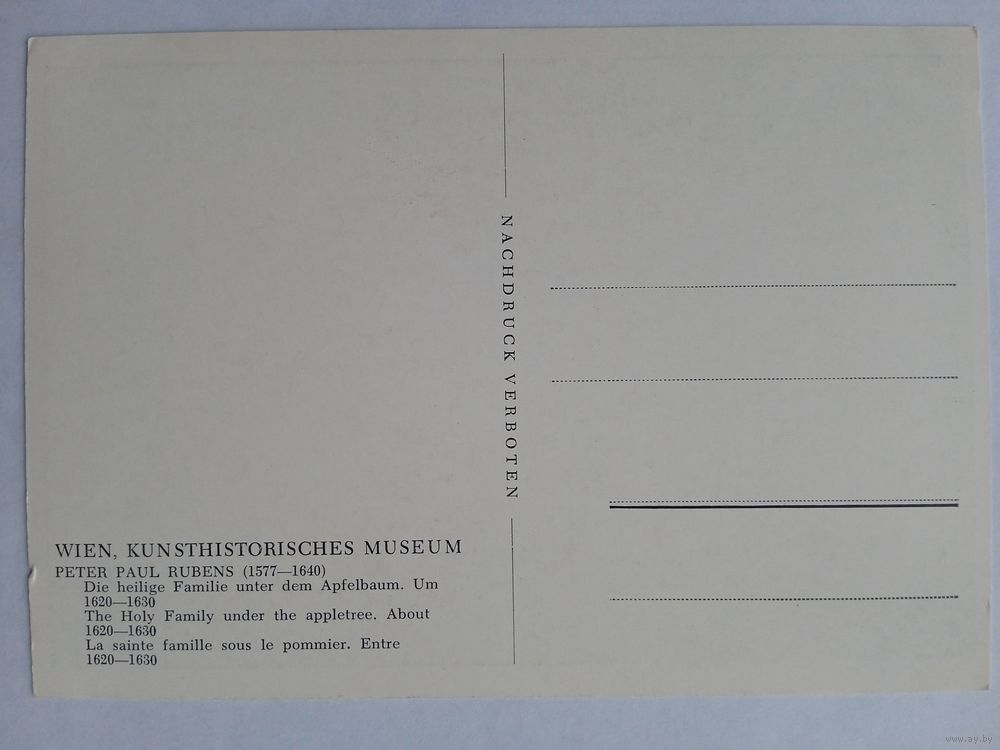 WIEN, KUNSTHISTORISCHES MUSEUM
PETER PAUL RUBENS (1577—1640)
Die heilige Familie unter dem Apfelbaum. Um
1620—1630
The Holy Family under the appletree. About
1620—1630
La sainte famille sous le pommier. Entre
1620—1630
NACHDRUCK VERBOTEN
www.ay.by